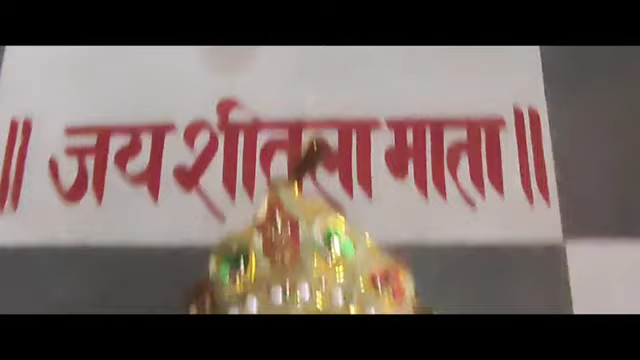 ॥ जय शीतला माता ॥